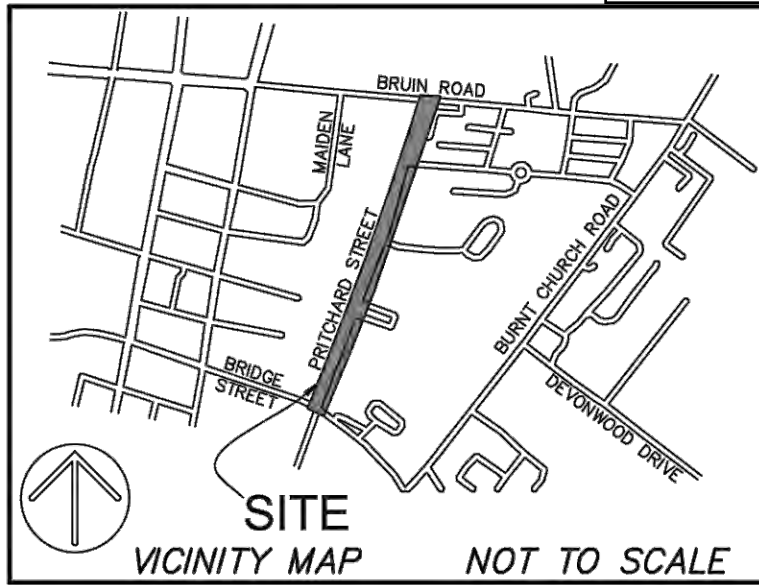 BRUIN ROAD
MAIDEN
LANE
PRITCHARD STREET
BURNT CHURCH ROAD
BRIDGE
STREET
DEVONWOOD DRIVE
SITE
VICINITY MAP NOT TO SCALE